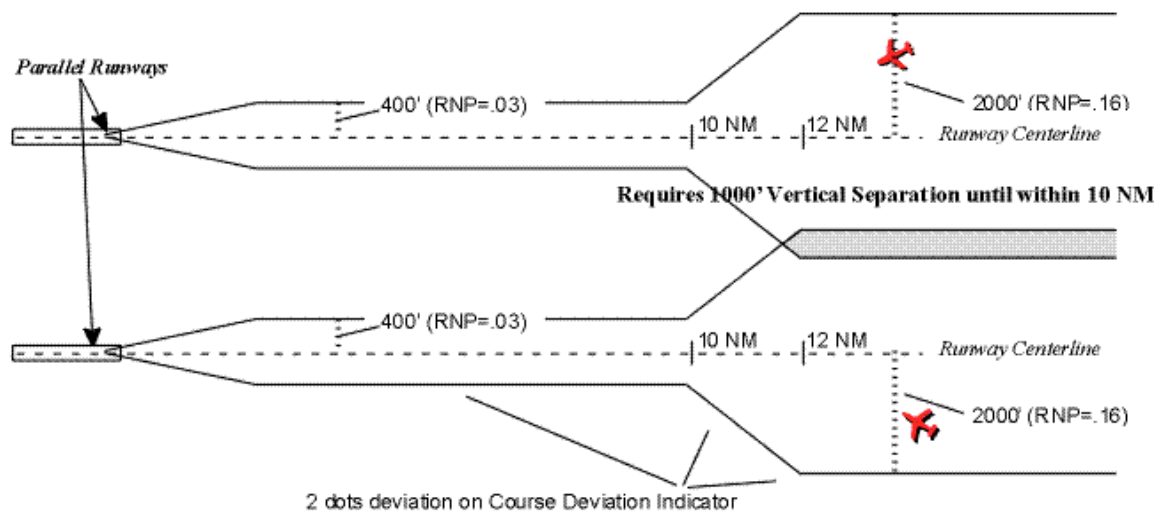 Parallel Runways
400' (RNP=.03)
2000' (RNP=.16)
10 NM
12 NM
Runway Centerline
Requires 1000' Vertical Separation until within 10 NM
400' (RNP=.03)
10 NM
12 NM
Runway Centerline
2000' (RNP=.16)
2 dots deviation on Course Deviation Indicator